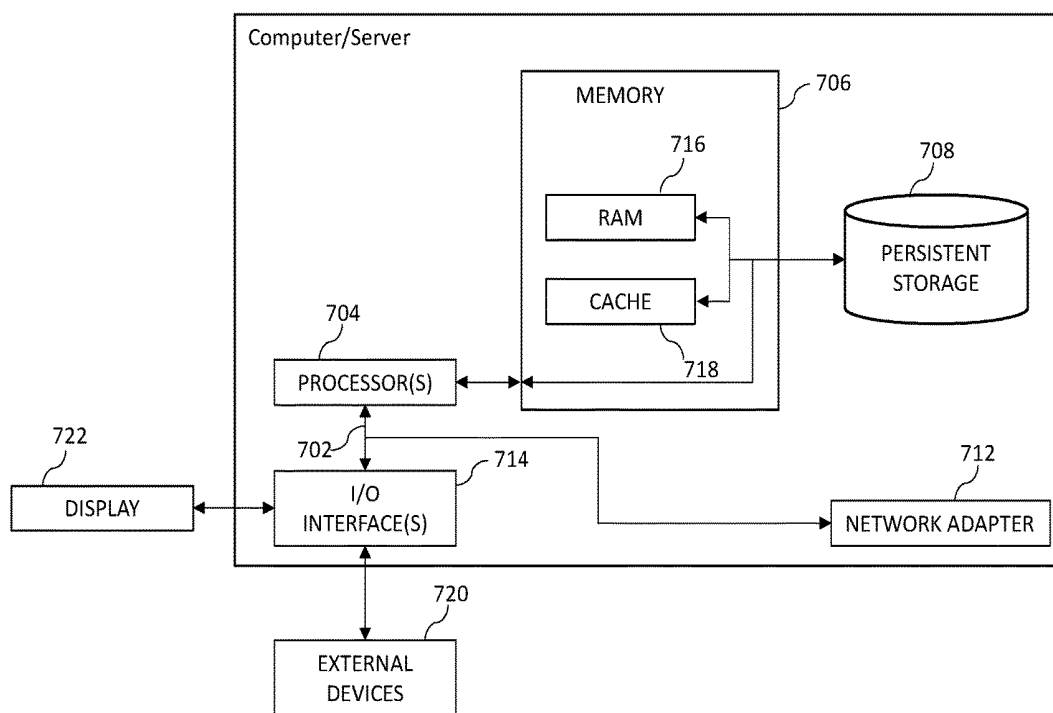 Computer/Server
MEMORY
706
716
RAM
708
PERSISTENT
STORAGE
CACHE
718
704
PROCESSOR(S)
702
714
I/O
INTERFACE(S)
722
DISPLAY
712
NETWORK ADAPTER
720
EXTERNAL
DEVICES